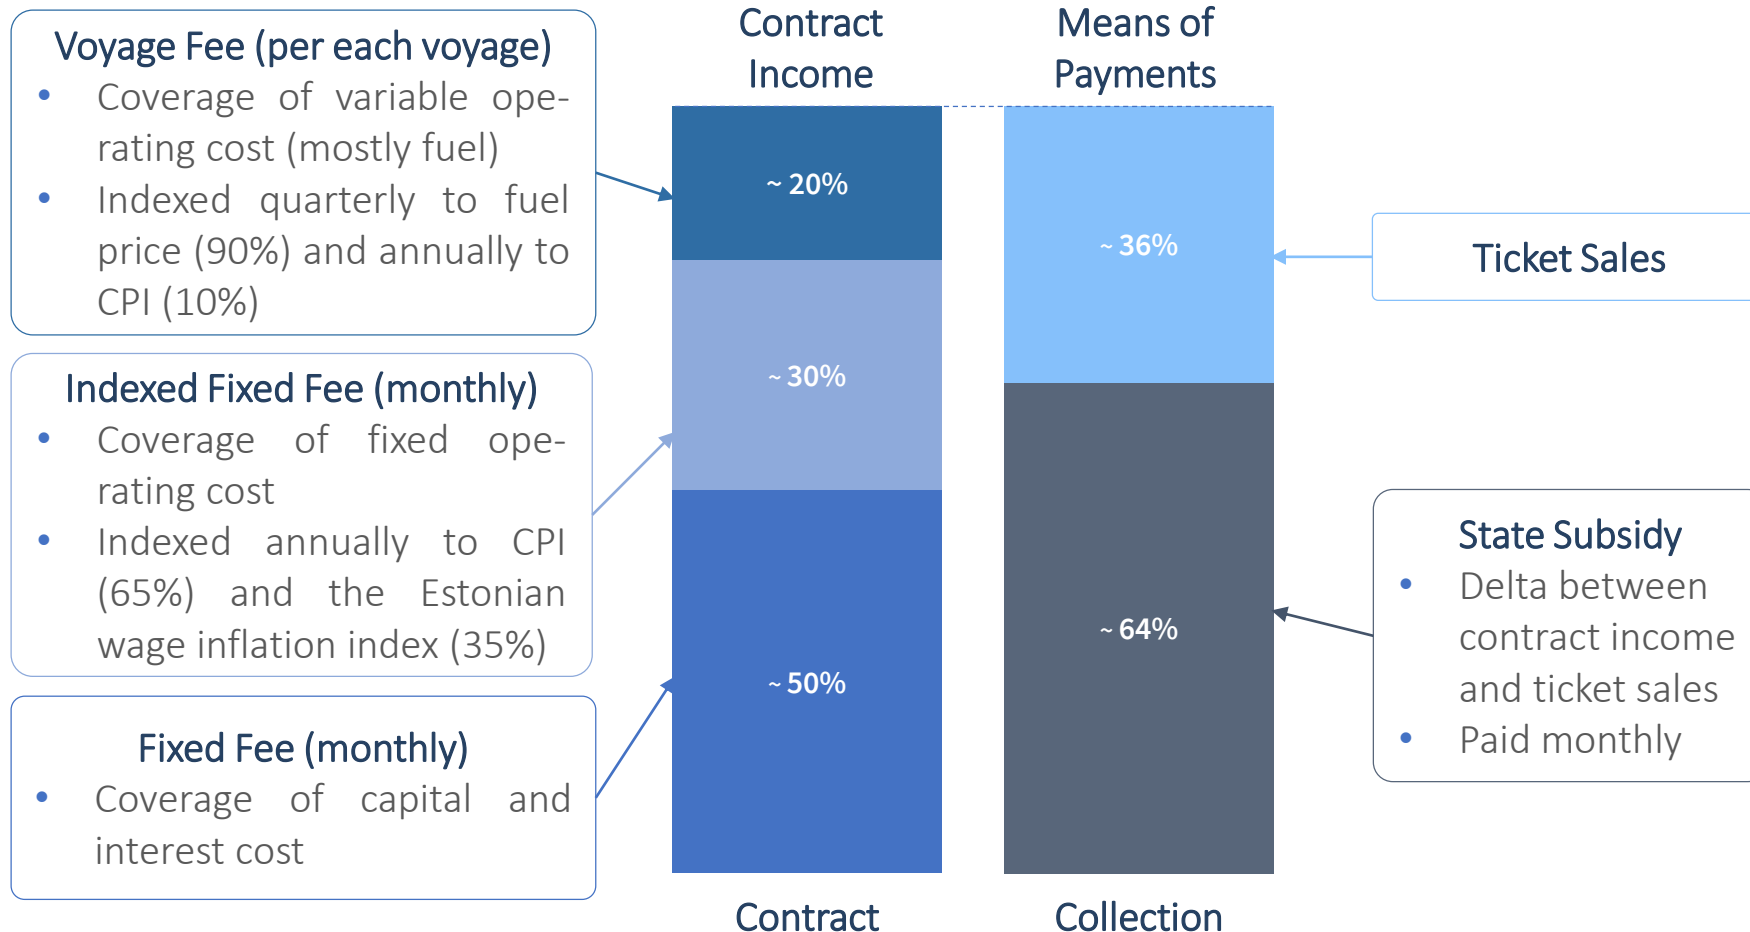 Voyage Fee (per each voyage)
• Coverage of variable ope-
rating cost (mostly fuel)
• Indexed quarterly to fuel
price (90%) and annually to
CPI (10%)
Indexed Fixed Fee (monthly)
• Coverage of fixed ope-
rating cost
• Indexed annually to CPI
(65%) and the Estonian
wage inflation index (35%)
Fixed Fee (monthly)
• Coverage of capital and
interest cost
Contract
Income
~ 20%
~ 30%
~ 50%
Contract
Means of
Payments
~ 36%
~ 64%
Collection
Ticket Sales
State Subsidy
• Delta between
contract income
and ticket sales
• Paid monthly